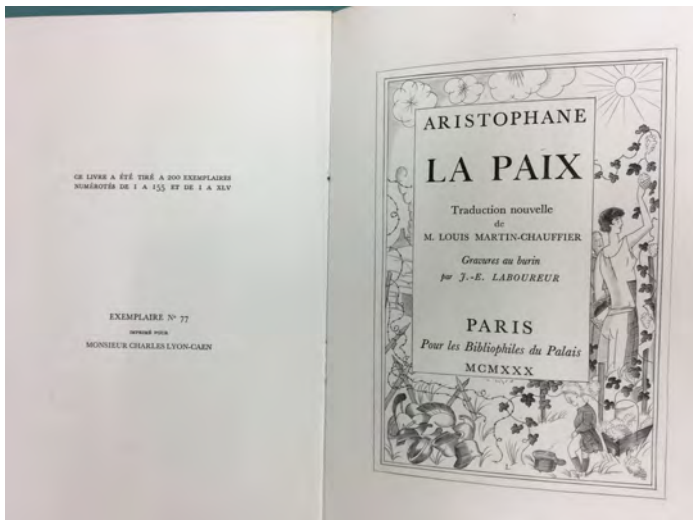 CE LIVRE A ÉTÉ TIRÉ A 200 EXEMPLAIRES
NUMÉROTÉS DE I A 155 ET DE I A XLV
EXEMPLAIRE Nº 77
IMPRIMÉ POUR
MONSIEUR CHARLES LYON-CAEN
ARISTOPHANE
LA PAIX
Traduction nouvelle
de
M. LOUIS MARTIN-CHAUFFIER
Gravures au burin
par J.-E. LABOUREUR
PARIS
Pour les Bibliophiles du Palais
MCMXXX